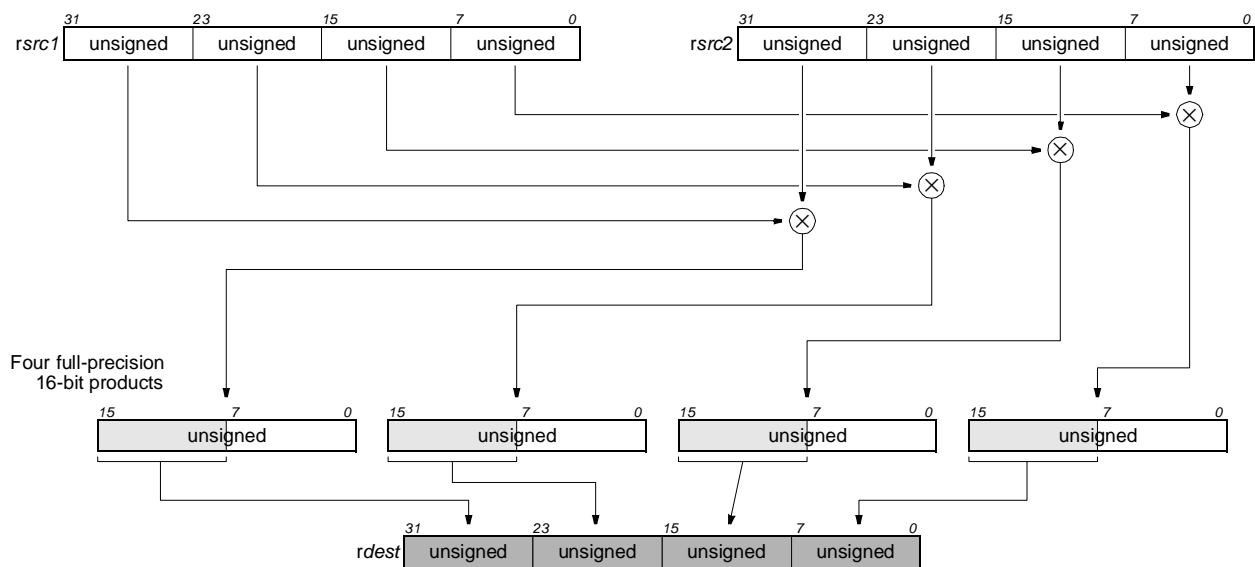 31 23 15 7 0 31 23 15 7 0
rsrc1 unsigned unsigned unsigned unsigned rsrc2 unsigned unsigned unsigned unsigned
Four full-precision
16-bit products
15 7 0 15 7 0 15 7 0 15 7 0
unsigned unsigned unsigned unsigned
31 23 15 7 0
rdest unsigned unsigned unsigned unsigned